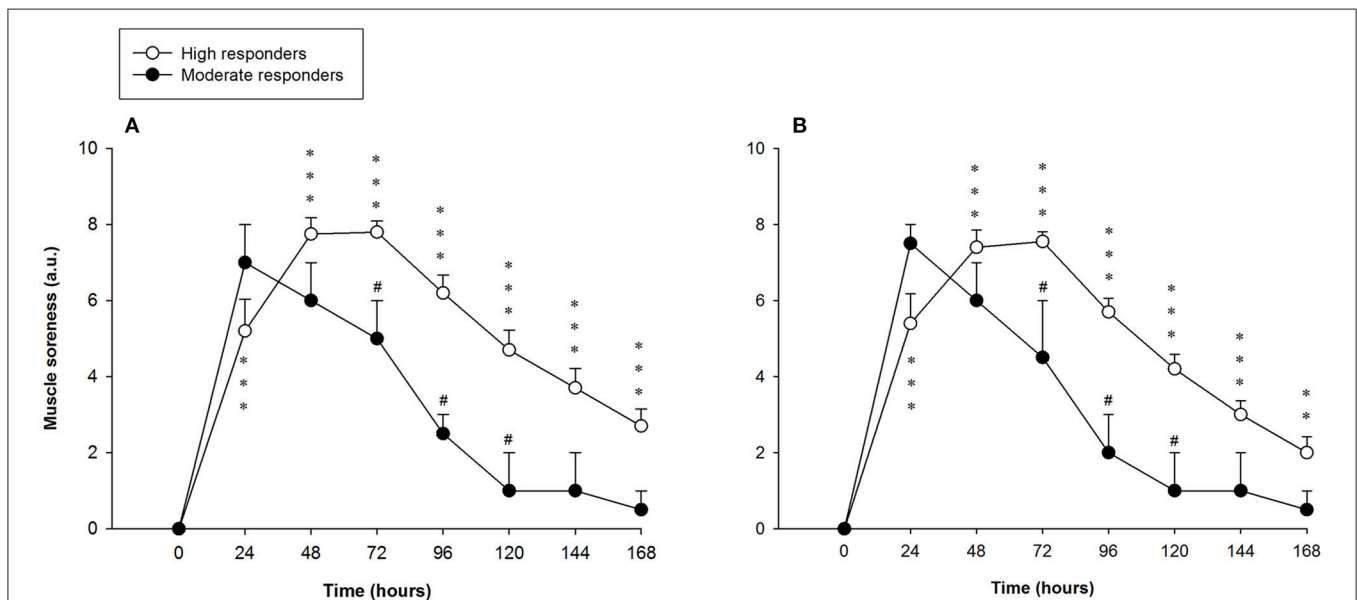 High responders
Moderate responders
A
B
10
8
6
4
2
0
Muscle soreness (a.u.)
* * *
* * *
* * *
* * *
* * *
* * *
* * *
#
#
#
0 24 48 72 96 120 144 168
Time (hours)
10
8
6
4
2
0
* * *
* * *
* * *
* * *
* * *
* * *
* *
#
#
#
0 24 48 72 96 120 144 168
Time (hours)